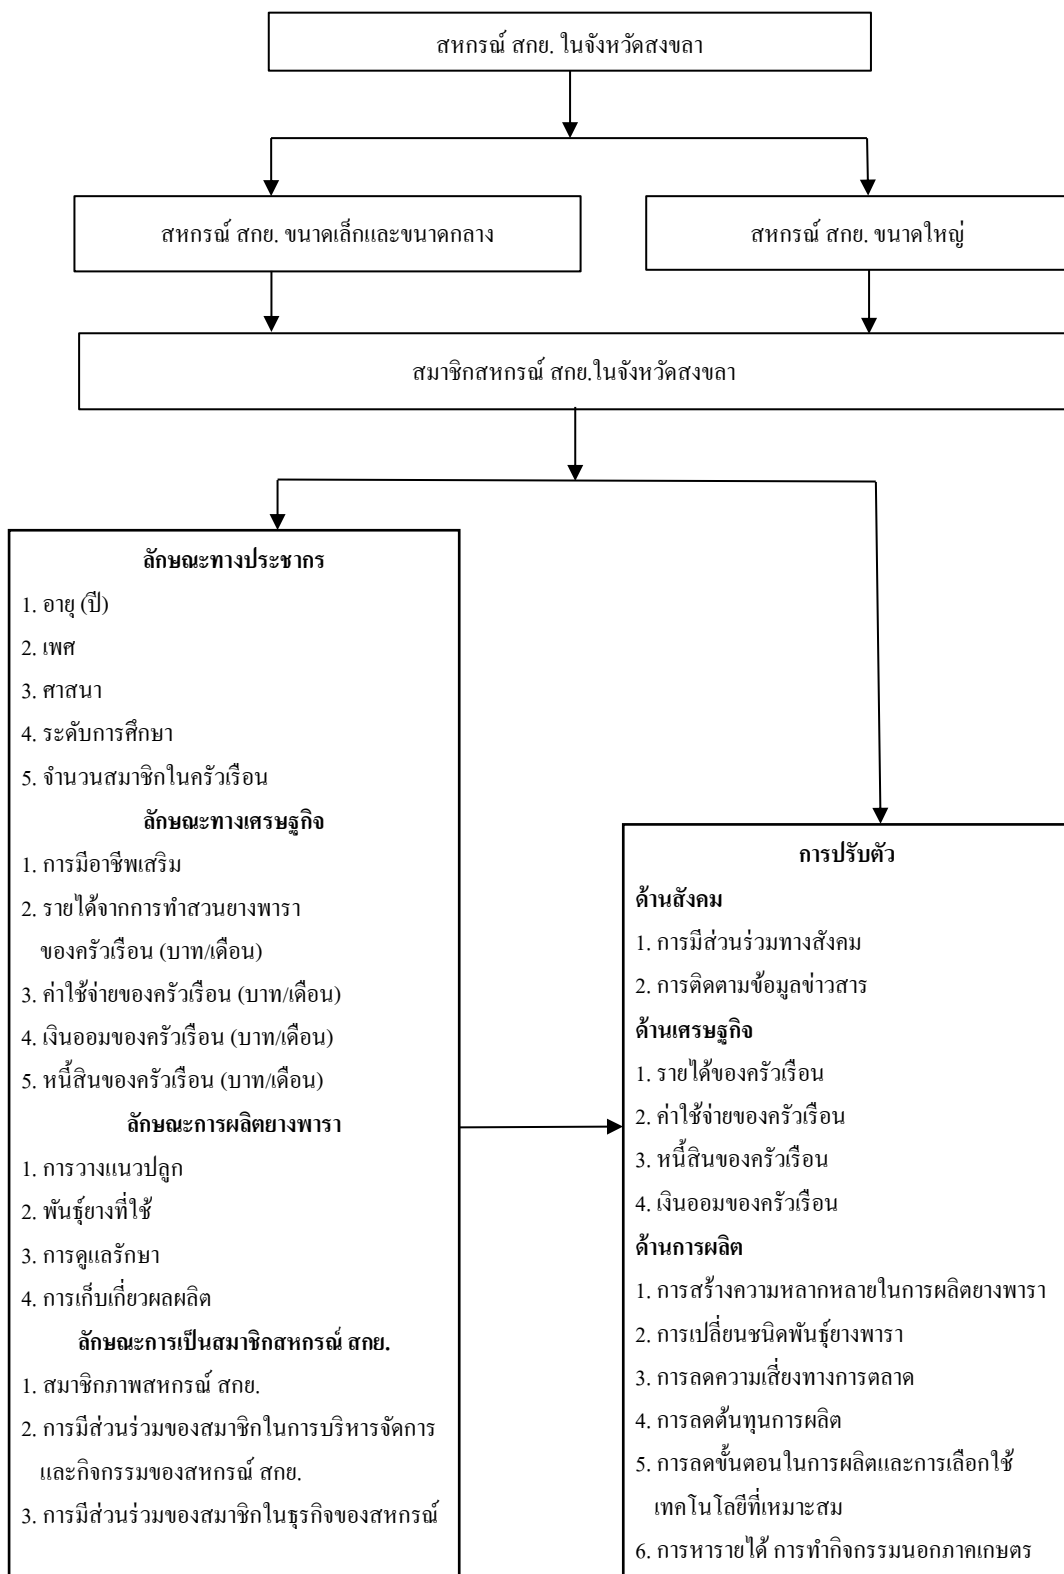 สหกรณ์ สกย. ในจังหวัดสงขลา
สหกรณ์ สกย. ขนาดเล็กและขนาดกลาง
สหกรณ์ สกย. ขนาดใหญ่
สมาชิกสหกรณ์ สกย.ในจังหวัดสงขลา
ลักษณะทางประชากร
1. อายุ (ปี)
2. เพศ
3. ศาสนา
4. ระดับการศึกษา
5. จำนวนสมาชิกในครัวเรือน
ลักษณะทางเศรษฐกิจ
1. การมีอาชีพเสริม
2. รายได้จากการทำสวนยางพารา
ของครัวเรือน (บาท/เดือน)
3. ค่าใช้จ่ายของครัวเรือน (บาท/เดือน)
4. เงินออมของครัวเรือน (บาท/เดือน)
5. หนี้สินของครัวเรือน (บาท/เดือน)
ลักษณะการผลิตยางพารา
1. การวางแนวปลูก
2. พันธุ์ยางที่ใช้
3. การดูแลรักษา
4. การเก็บเกี่ยวผลผลิต
ลักษณะการเป็นสมาชิกสหกรณ์ สกย.
1. สมาชิกภาพสหกรณ์ สกย.
2. การมีส่วนร่วมของสมาชิกในการบริหารจัดการ
และกิจกรรมของสหกรณ์ สกย.
3. การมีส่วนร่วมของสมาชิกในธุรกิจของสหกรณ์
การปรับตัว
ด้านสังคม
1. การมีส่วนร่วมทางสังคม
2. การติดตามข้อมูลข่าวสาร
ด้านเศรษฐกิจ
1. รายได้ของครัวเรือน
2. ค่าใช้จ่ายของครัวเรือน
3. หนี้สินของครัวเรือน
4. เงินออมของครัวเรือน
ด้านการผลิต
1. การสร้างความหลากหลายในการผลิตยางพารา
2. การเปลี่ยนชนิดพันธุ์ยางพารา
3. การลดความเสี่ยงทางการตลาด
4. การลดต้นทุนการผลิต
5. การลดขั้นตอนในการผลิตและการเลือกใช้
เทคโนโลยีที่เหมาะสม
6. การหารายได้ การทำกิจกรรมนอกภาคเกษตร